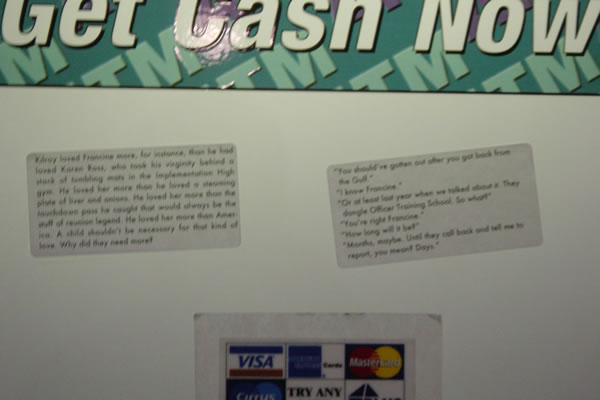 Get Cash Now
Kilroy loved Francine more, for instance, than he had
loved Karen Ross, who took his virginity behind a
stack of tumbling mats in the Implementation High
gym. He loved her more than he loved a steaming
plate of liver and onions. He loved her more than the
touchdown pass he caught that would always be the
stuff of reunion legend. He loved her more than Amer-
ica. A child shouldn't be necessary for that kind of
love. Why did they need more?
"You should've gotten out after you got back from
the Gulf."
"I know Francine."
"Or at least last year when we talked about it. They
dangle Officer Training School. So what?"
"You're right Francine."
"How long will it be?"
"Months, maybe. Until they call back and tell me to
report, you mean? Days."
VISA
MasterCard
Cirrus
TRY ANY